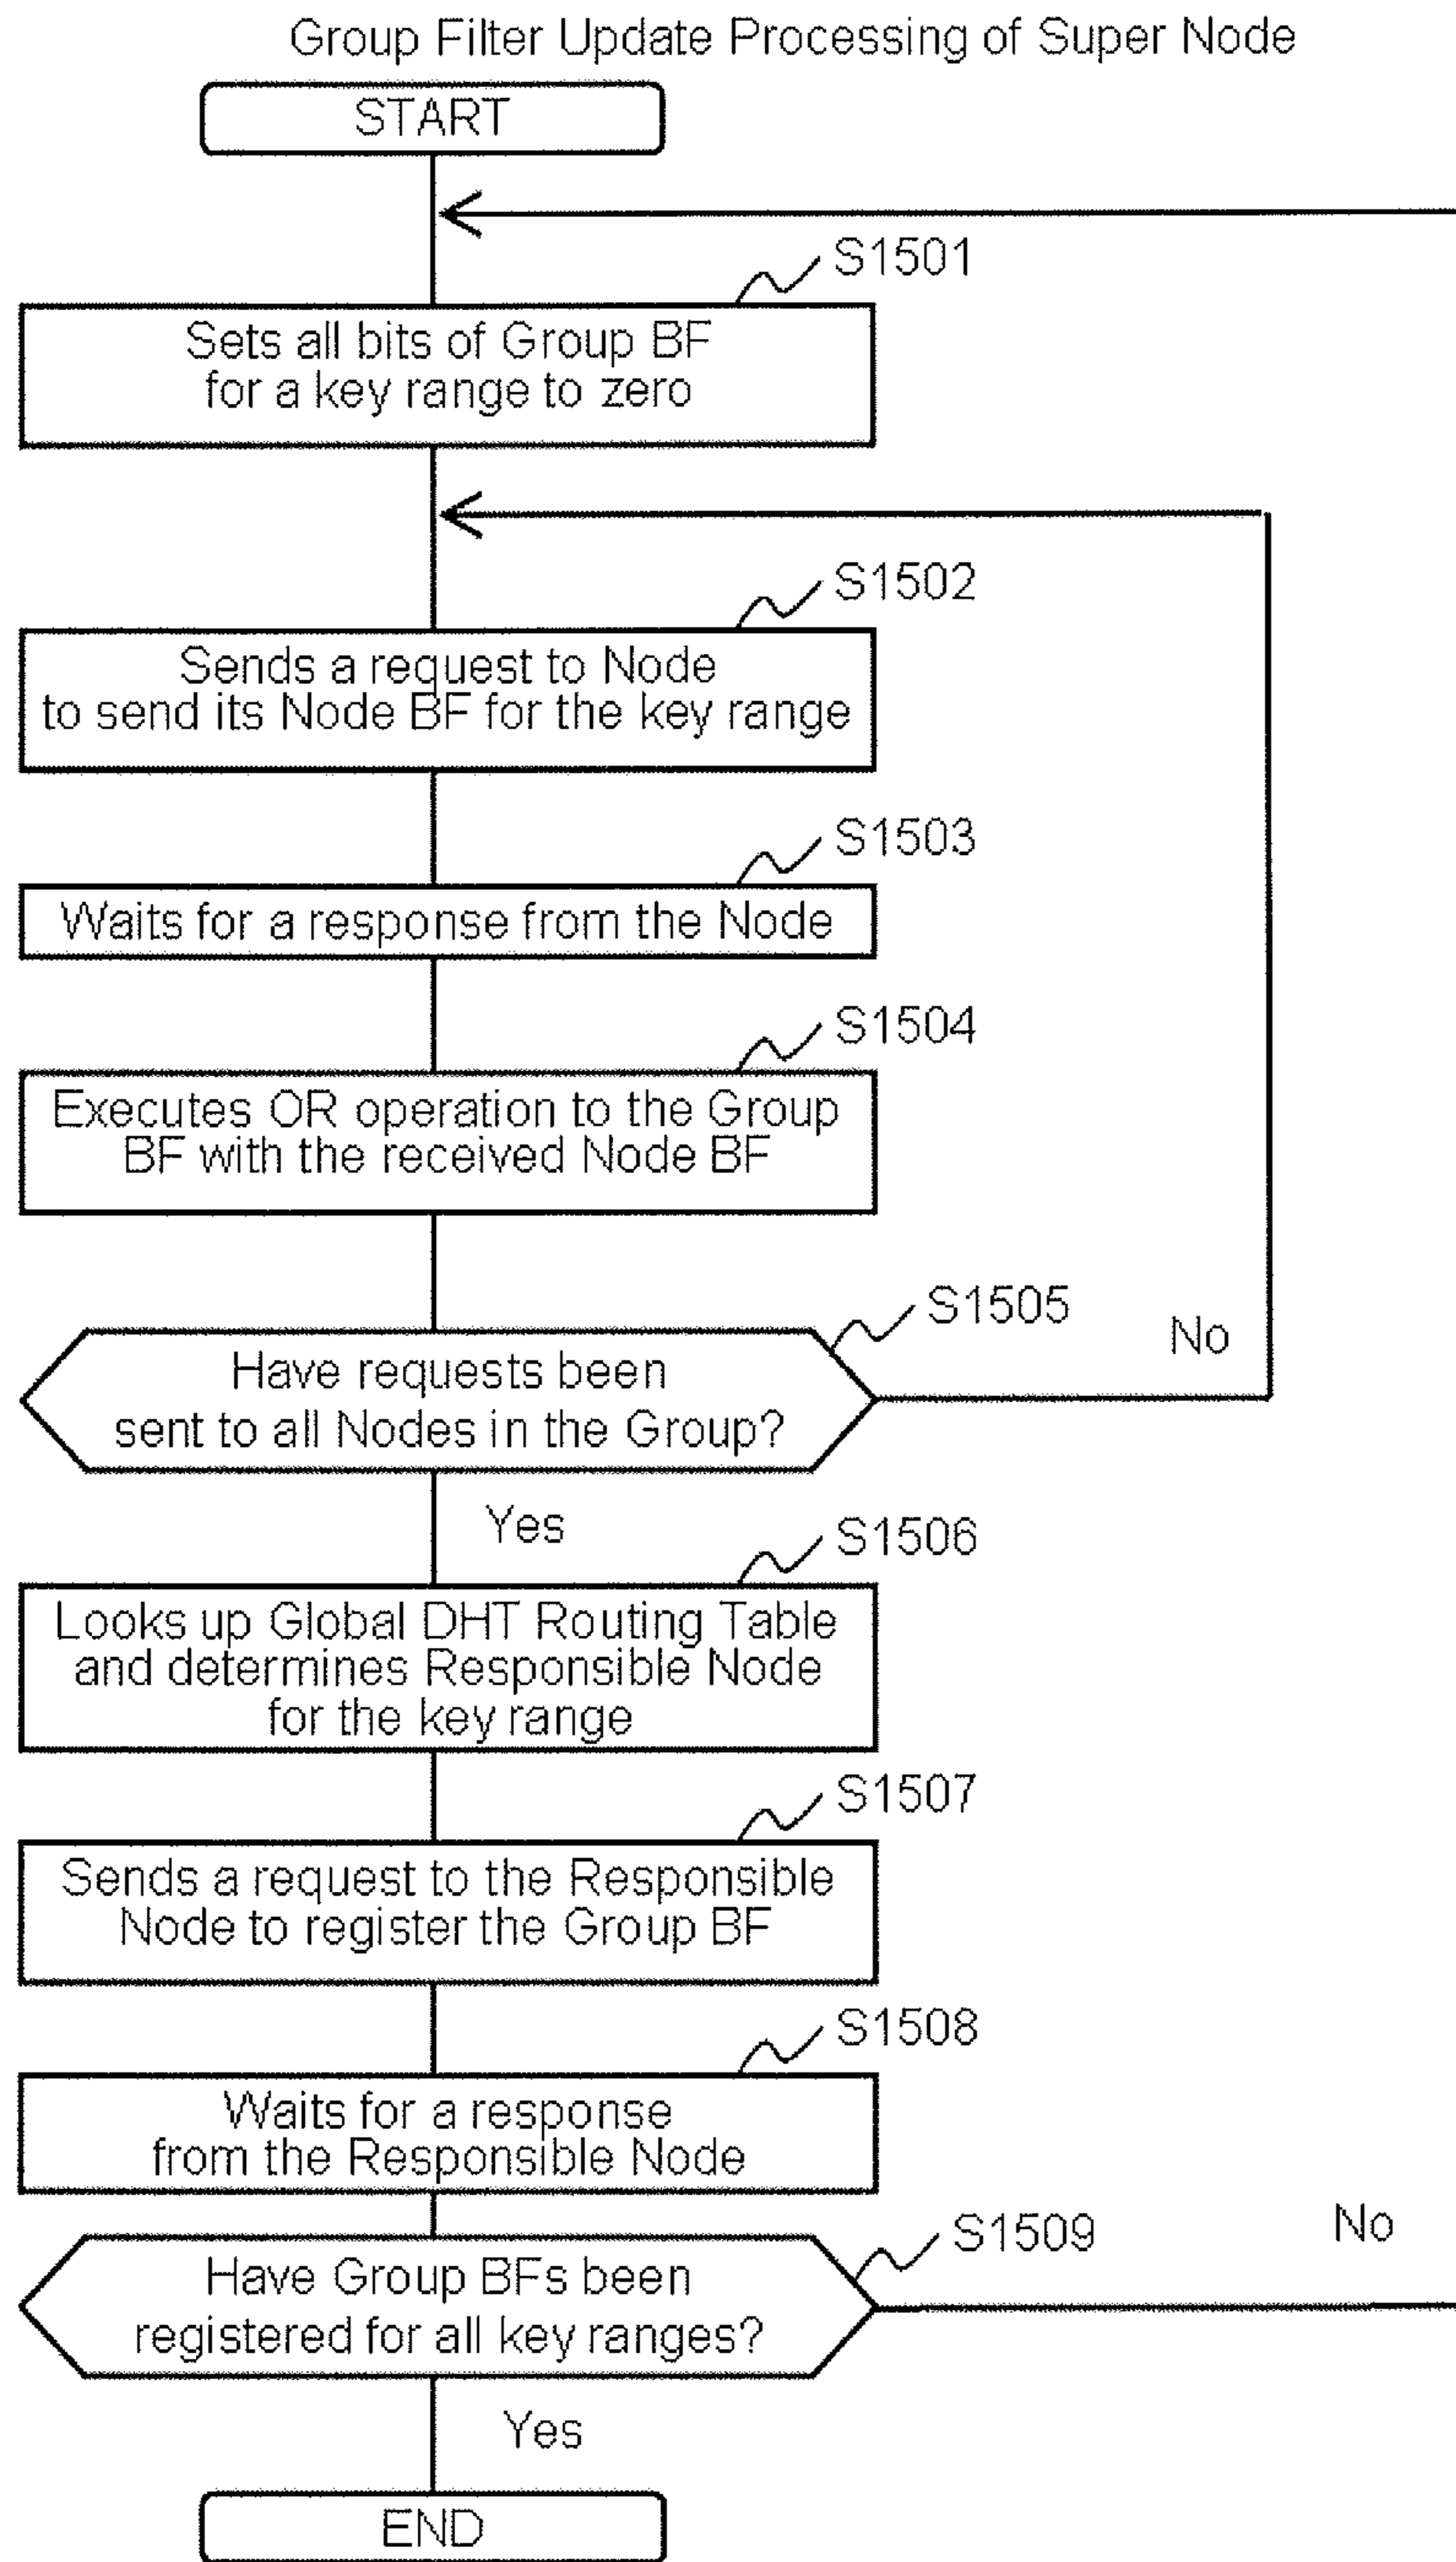 Group Filter Update Processing of Super Node
START
S1501
Sets all bits of Group BF
for a key range to zero
S1502
Sends a request to Node
to send its Node BF for the key range
S1503
Waits for a response from the Node
S1504
Executes OR operation to the Group
BF with the received Node BF
S1505
No
Have requests been
sent to all Nodes in the Group?
Yes
S1506
Looks up Global DHT Routing Table
and determines Responsible Node
for the key range
S1507
Sends a request to the Responsible
Node to register the Group BF
S1508
Waits for a response
from the Responsible Node
S1509
No
Have Group BFs been
registered for all key ranges?
Yes
END